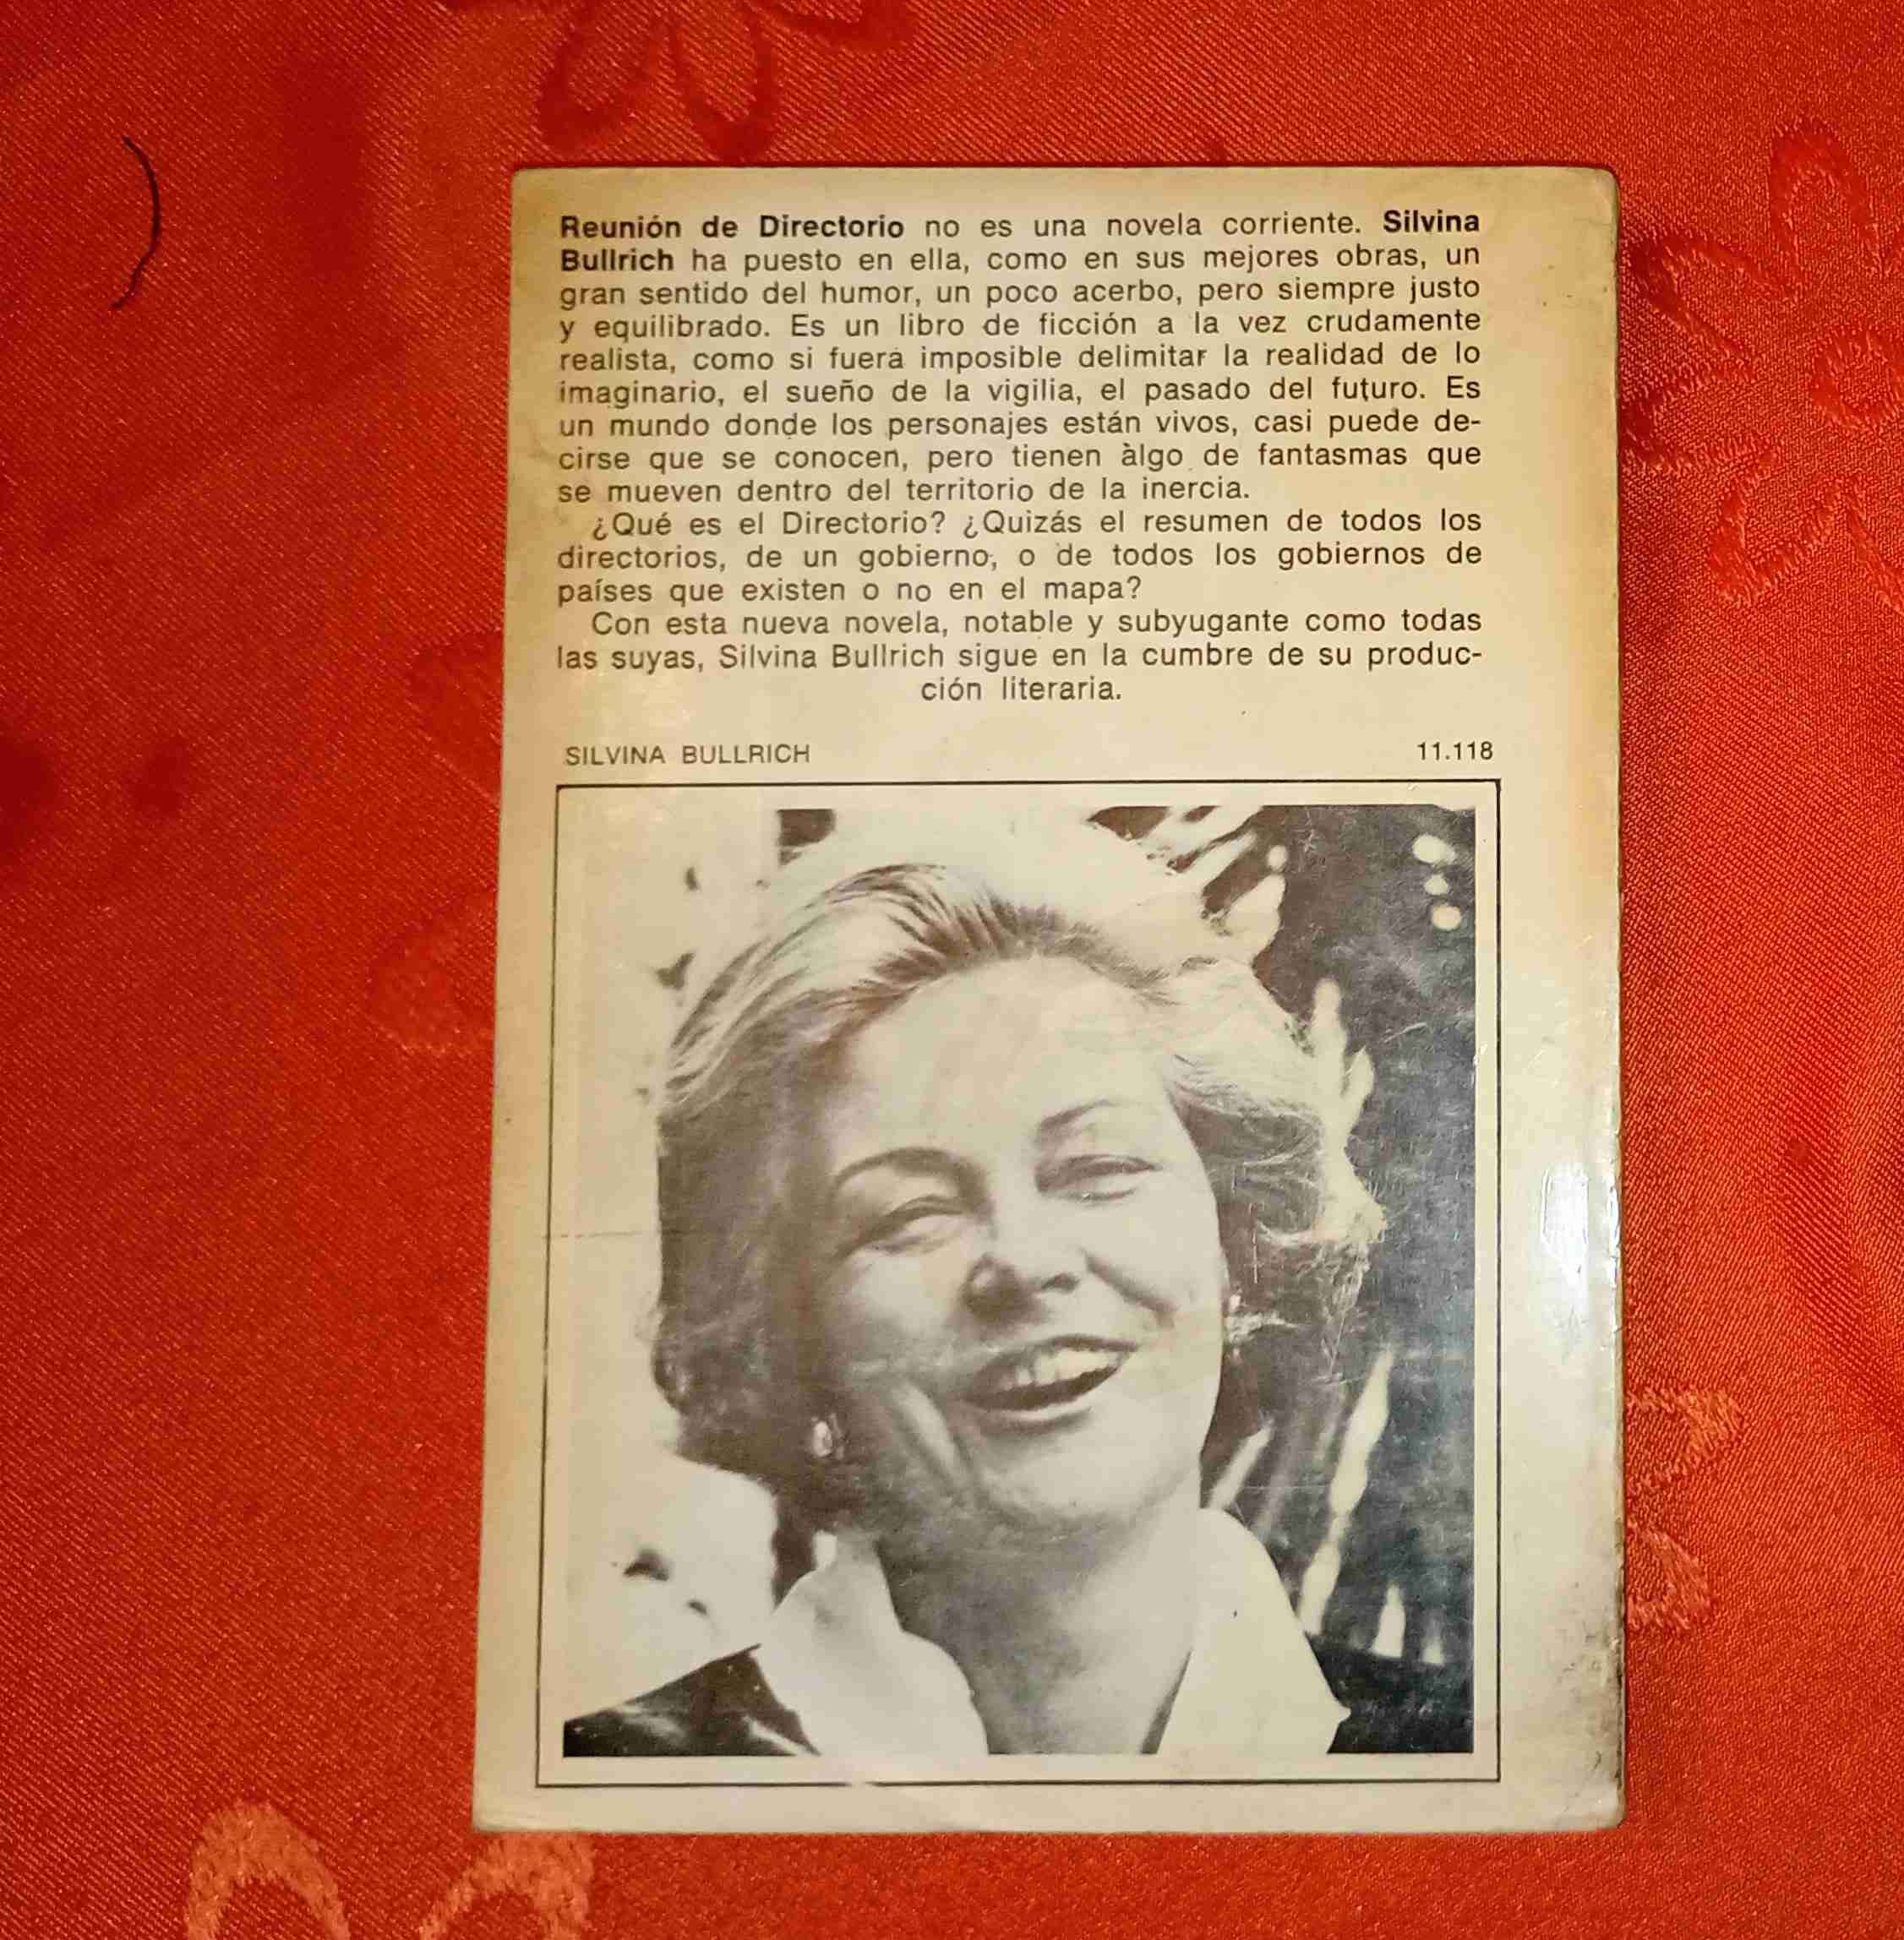 Reunión de Directorio no es una novela corriente. Silvina
Bullrich ha puesto en ella, como en sus mejores obras, un
gran sentido del humor, un poco acerbo, pero siempre justo
y equilibrado. Es un libro de ficción a la vez crudamente
realista, como si fuera imposible delimitar la realidad de lo
imaginario, el sueño de la vigilia, el pasado del futuro. Es
un mundo donde los personajes están vivos, casi puede de-
cirse que se conocen, pero tienen àlgo de fantasmas que
se mueven dentro del territorio de la inercia.
¿Qué es el Directorio? ¿Quizás el resumen de todos los
directorios, de un gobierno, o de todos los gobiernos de
países que existen o no en el mapa?
Con esta nueva novela, notable y subyugante como todas
las suyas, Silvina Bullrich sigue en la cumbre de su produc-
ción literaria.
SILVINA BULLRICH 11.118